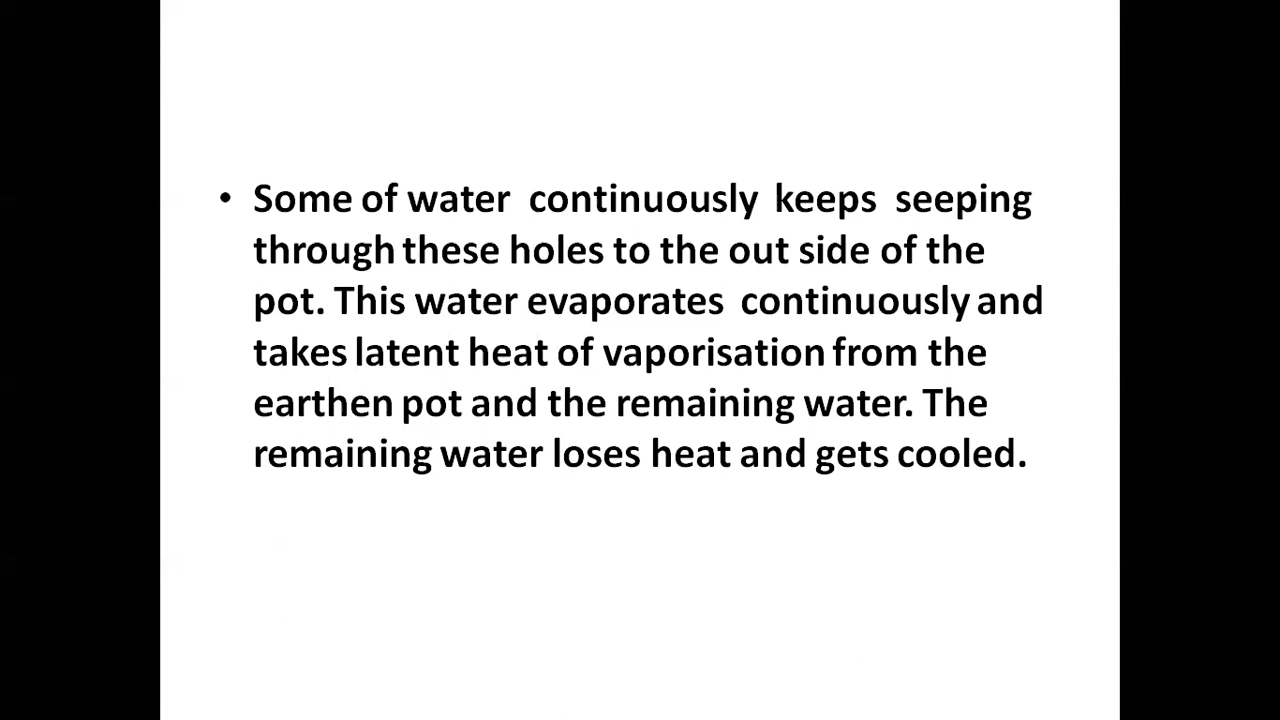 • Some of water continuously keeps seeping
through these holes to the out side of the
pot. This water evaporates continuously and
takes latent heat of vaporisation from the
earthen pot and the remaining water. The
remaining water loses heat and gets cooled.